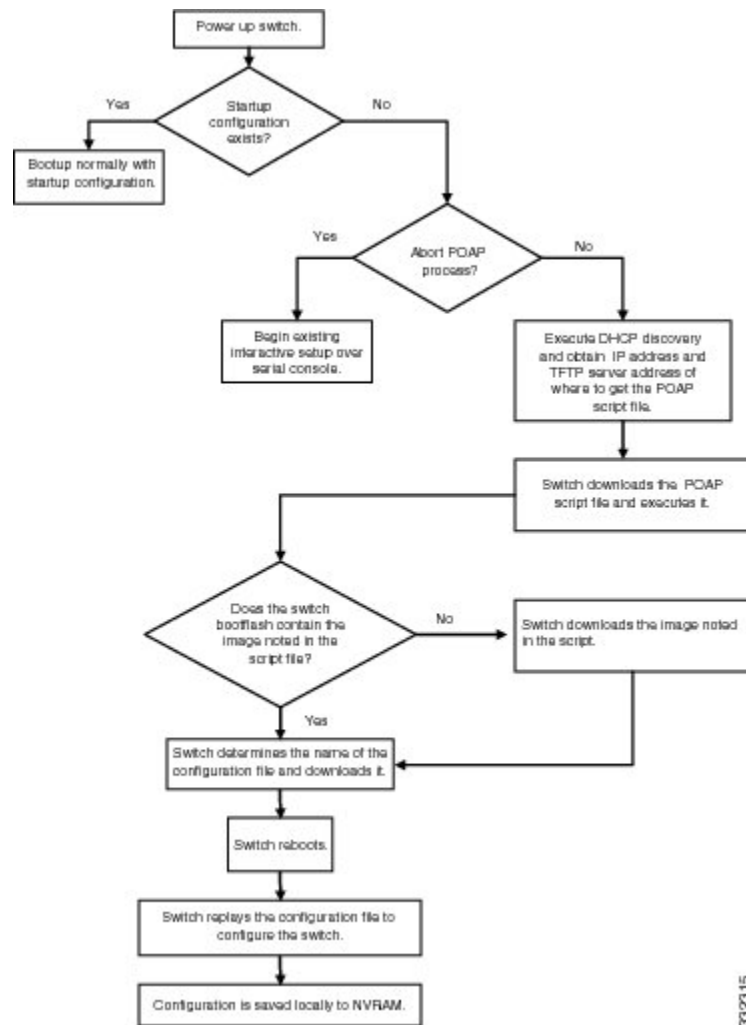 Power up switch.
Yes
Startup
configuration
exists?
No
Bootup normally with
startup configuration.
Yes
Abort POAP
process?
No
Begin existing
interactive setup over
serial console.
Execute DHCP discovery
and obtain IP address and
TFTP server address of
where to get the POAP
script file.
Switch downloads the POAP
script file and executes it.
Does the switch
bootflash contain the
image noted in the
script file?
No
Switch downloads the image noted
in the script.
Yes
Switch determines the name of the
configuration file and downloads it.
Switch reboots.
Switch replays the configuration file to
configure the switch.
Configuration is saved locally to NVRAM.
332315